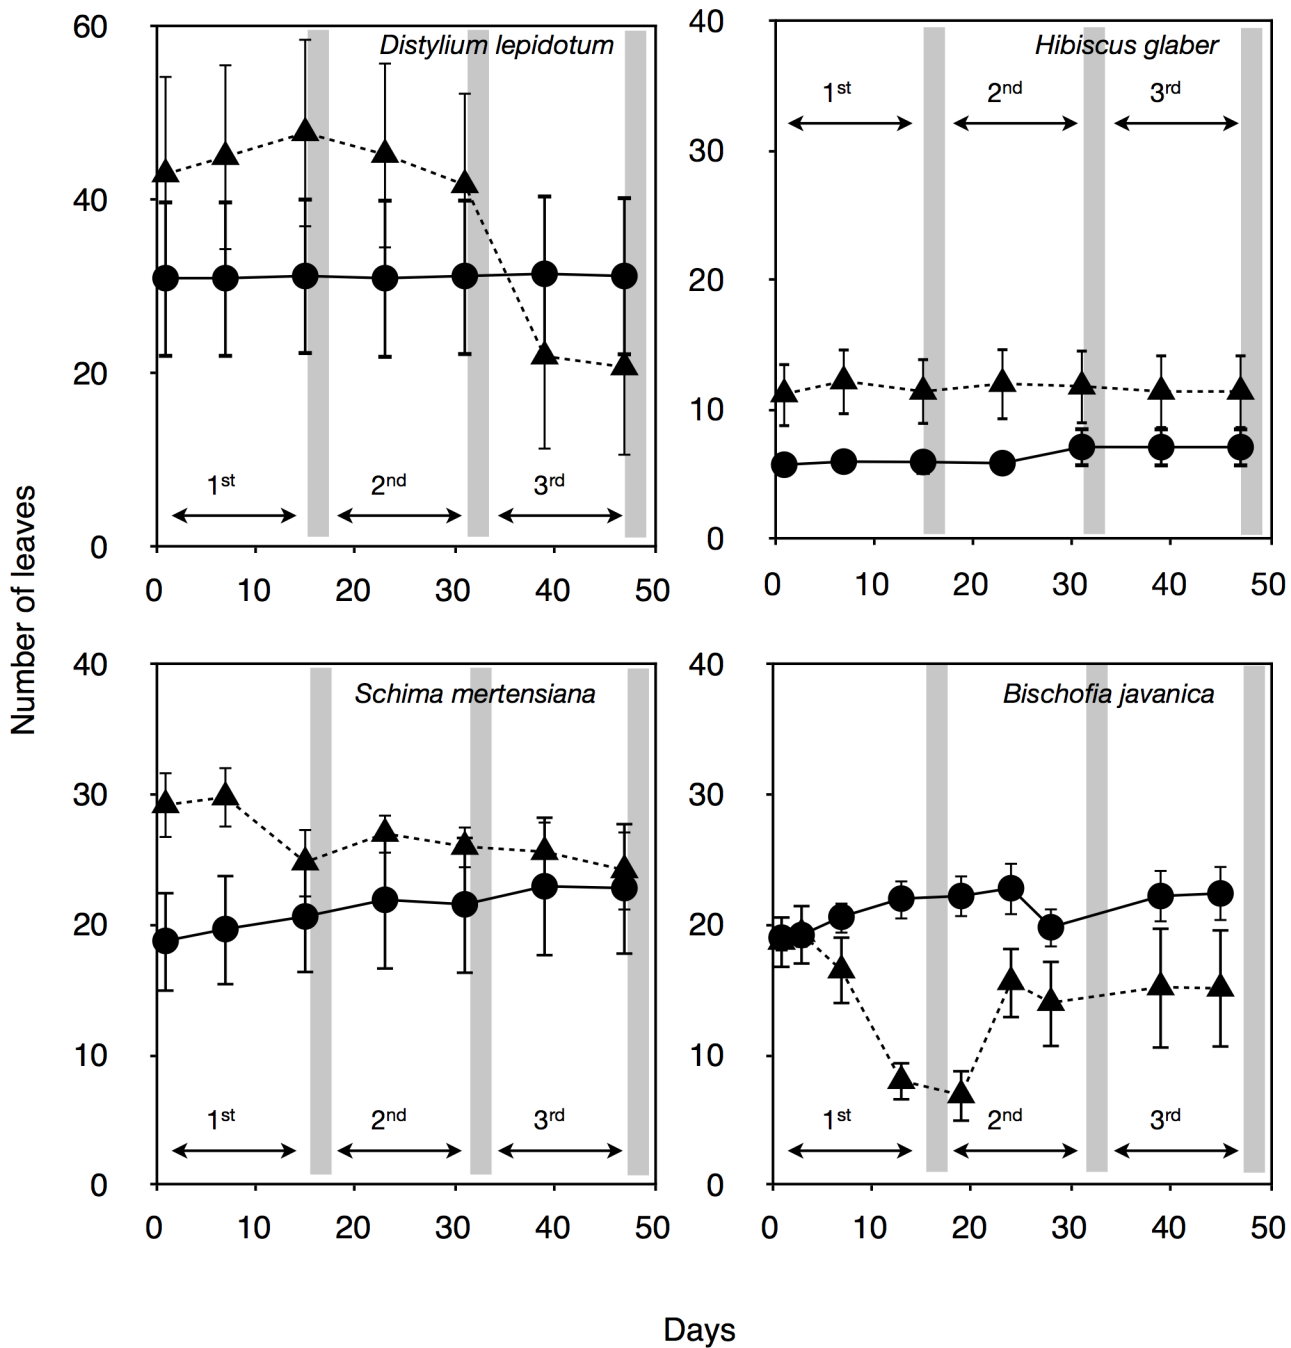 Number of leaves
60
40
20
0
Distylium lepidotum
1st
2nd
3rd
0 10 20 30 40 50
40
30
20
10
0
Hibiscus glaber
1st 2nd 3rd
0 10 20 30 40 50
40
30
20
10
0
Schima mertensiana
1st 2nd 3rd
0 10 20 30 40 50
40
30
20
10
0
Bischofia javanica
1st 2nd 3rd
0 10 20 30 40 50
Days